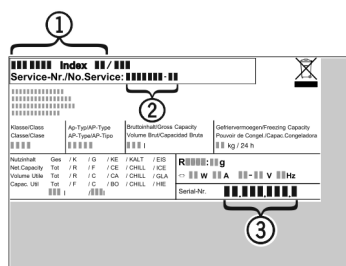 1
Index /
Service-Nr./No.Service: -
2
Klasse/Class
Classe/Clase
Ap-Typ/AP-Type
AP-Type/AP-Tipo
Bruttoinhalt/Gross Capacity
Volume Brut/Capacidad Bruta
l
Gefriervermoegen/Freezing Capacity
Pouvoir de Congel./Capac.Congeladora
kg / 24 h
Nutzinhalt Ges / K / G / KE / KALT / EIS
Net.Capacity Tot / R / F / CE / CHILL / ICE
Volume Utile Tot / R / C / CA / CHILL / GLA
Capac. Util Tot / F / C / BO / CHILL / HIE
l / l
R : g
W A - V Hz
Serial-Nr. . . .
3